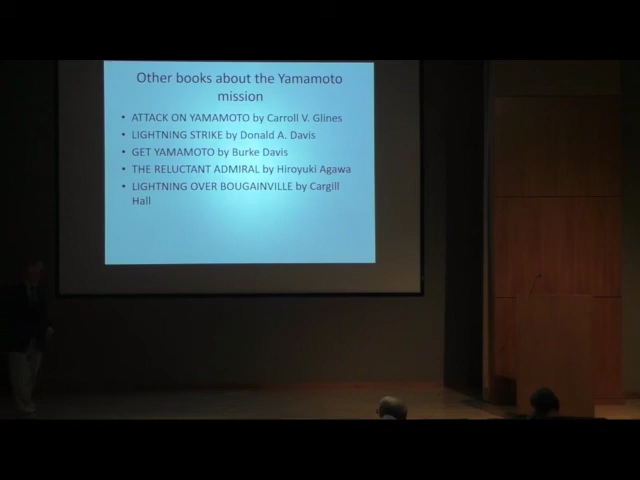 Other books about the Yamamoto
mission
• ATTACK ON YAMAMOTO by Carroll V. Glines
• LIGHTNING STRIKE by Donald A. Davis
• GET YAMAMOTO by Burke Davis
• THE RELUCTANT ADMIRAL by Hiroyuki Agawa
• LIGHTNING OVER BOUGAINVILLE by Cargill
Hall